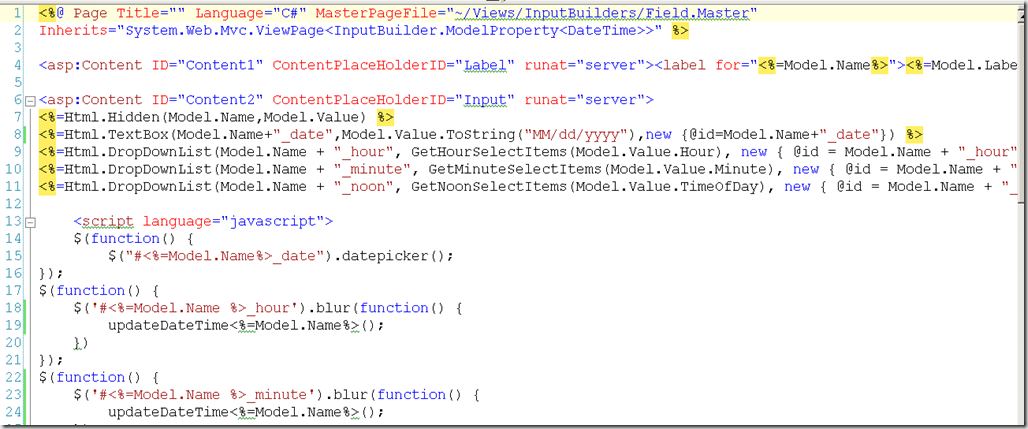 1 <%@ Page Title="" Language="C#" MasterPageFile="~/Views/InputBuilders/Field.Master"
2 Inherits="System.Web.Mvc.ViewPage<InputBuilder.ModelProperty<DateTime>>" %>
3
4 <asp:Content ID="Content1" ContentPlaceHolderID="Label" runat="server"><label for="<%=Model.Name%>"><%=Model.Labe
5
6 <asp:Content ID="Content2" ContentPlaceHolderID="Input" runat="server">
7 <%=Html.Hidden(Model.Name,Model.Value) %>
8 <%=Html.TextBox(Model.Name+"_date",Model.Value.ToString("MM/dd/yyyy"),new {@id=Model.Name+"_date"}) %>
9 <%=Html.DropDownList(Model.Name + "_hour", GetHourSelectItems(Model.Value.Hour), new { @id = Model.Name + "_hour"
10 <%=Html.DropDownList(Model.Name + "_minute", GetMinuteSelectItems(Model.Value.Minute), new { @id = Model.Name + "
11 <%=Html.DropDownList(Model.Name + "_noon", GetNoonSelectItems(Model.Value.TimeOfDay), new { @id = Model.Name + "_
12
13 <script language="javascript">
14 $(function() {
15 $("#<%=Model.Name%>_date").datepicker();
16 });
17 $(function() {
18 $('#<%=Model.Name %>_hour').blur(function() {
19 updateDateTime<%=Model.Name%>();
20 })
21 });
22 $(function() {
23 $('#<%=Model.Name %>_minute').blur(function() {
24 updateDateTime<%=Model.Name%>();